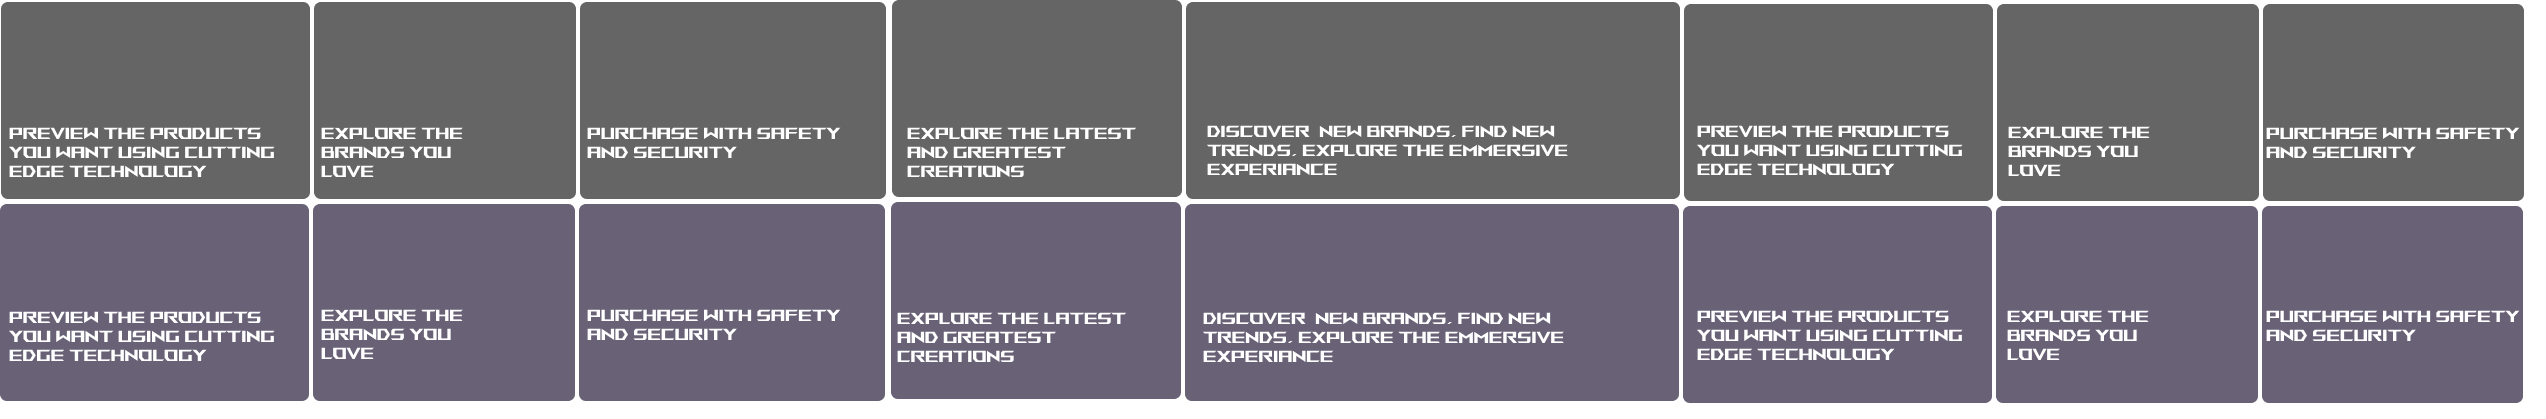 PREVIEW THE PRODUCTS
YOU WANT USING CUTTING
EDGE TECHNOLOGY
EXPLORE THE
BRANDS YOU
LOVE
PURCHASE WITH SAFETY
AND SECURITY
EXPLORE THE LATEST
AND GREATEST
CREATIONS
DISCOVER NEW BRANDS, FIND NEW
TRENDS, EXPLORE THE EMMERSIVE
EXPERIANCE
PREVIEW THE PRODUCTS
YOU WANT USING CUTTING
EDGE TECHNOLOGY
EXPLORE THE
BRANDS YOU
LOVE
PURCHASE WITH SAFETY
AND SECURITY
PREVIEW THE PRODUCTS
YOU WANT USING CUTTING
EDGE TECHNOLOGY
EXPLORE THE
BRANDS YOU
LOVE
PURCHASE WITH SAFETY
AND SECURITY
EXPLORE THE LATEST
AND GREATEST
CREATIONS
DISCOVER NEW BRANDS, FIND NEW
TRENDS, EXPLORE THE EMMERSIVE
EXPERIANCE
PREVIEW THE PRODUCTS
YOU WANT USING CUTTING
EDGE TECHNOLOGY
EXPLORE THE
BRANDS YOU
LOVE
PURCHASE WITH SAFETY
AND SECURITY